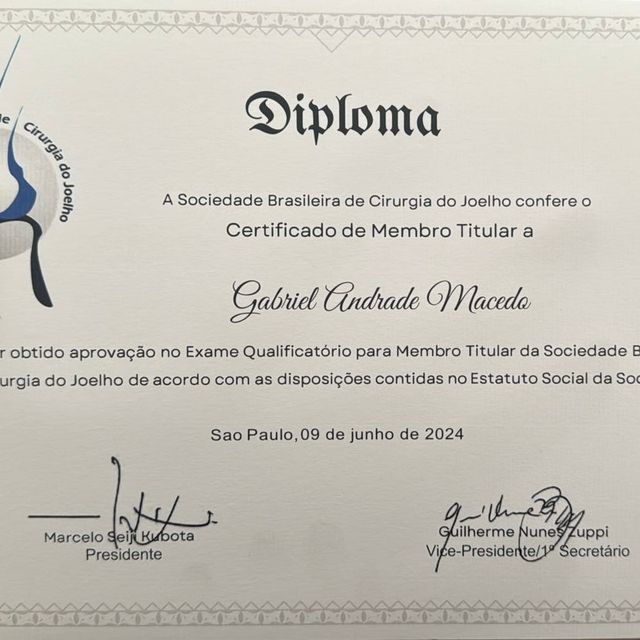 Cirurgia do Joelho
Diploma
A Sociedade Brasileira de Cirurgia do Joelho confere o
Certificado de Membro Titular a
Gabriel Andrade Macedo
r obtido aprovação no Exame Qualificatório para Membro Titular da Sociedade B
urgia do Joelho de acordo com as disposições contidas no Estatuto Social da Soc
Sao Paulo,09 de junho de 2024
Marcelo Seiji Kubota
Presidente
Guilherme Nunes Zuppi
Vice-Presidente/1º Secretário